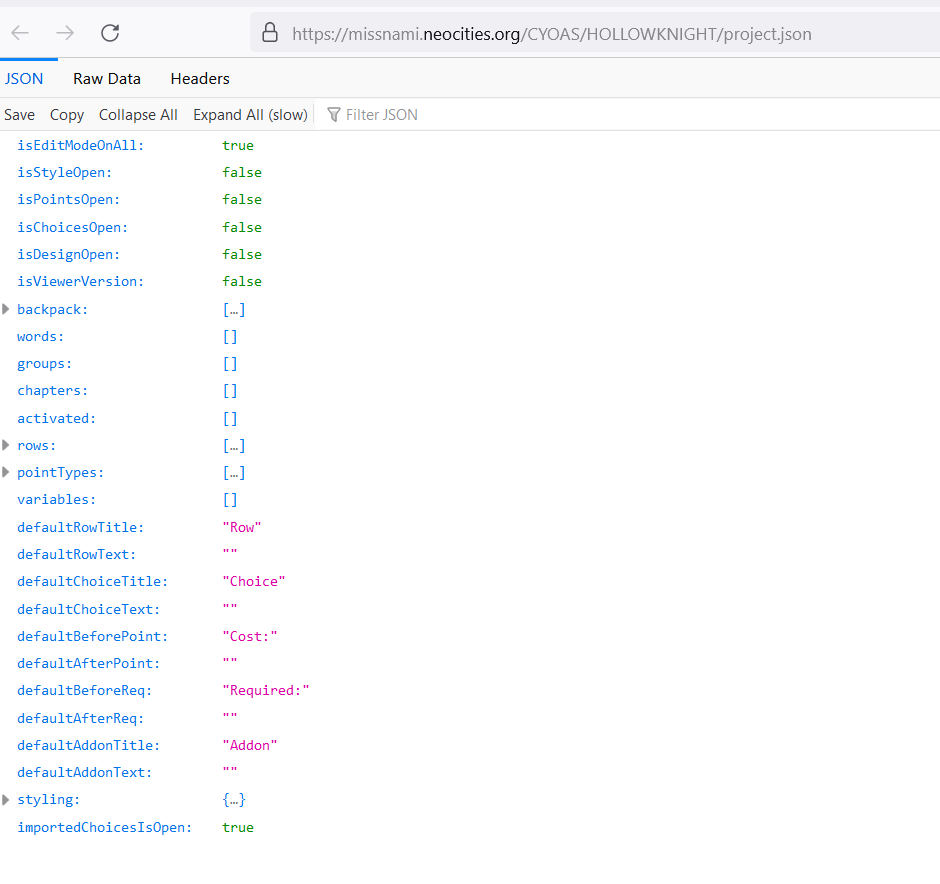 https://missnami.neocities.org/CYOAS/HOLLOWKNIGHT/project.json
JSON Raw Data Headers
Save Copy Collapse All Expand All (slow) Filter JSON
isEditModeOnAll: true
isStyleOpen: false
isPointsOpen: false
isChoicesOpen: false
isDesignOpen: false
isViewerVersion: false
backpack: […]
words: []
groups: []
chapters: []
activated: []
rows: […]
pointTypes: […]
variables: []
defaultRowTitle: "Row"
defaultRowText: ""
defaultChoiceTitle: "Choice"
defaultChoiceText: ""
defaultBeforePoint: "Cost:"
defaultAfterPoint: ""
defaultBeforeReq: "Required:"
defaultAfterReq: ""
defaultAddonTitle: "Addon"
defaultAddonText: ""
styling: {…}
importedChoicesIsOpen: true